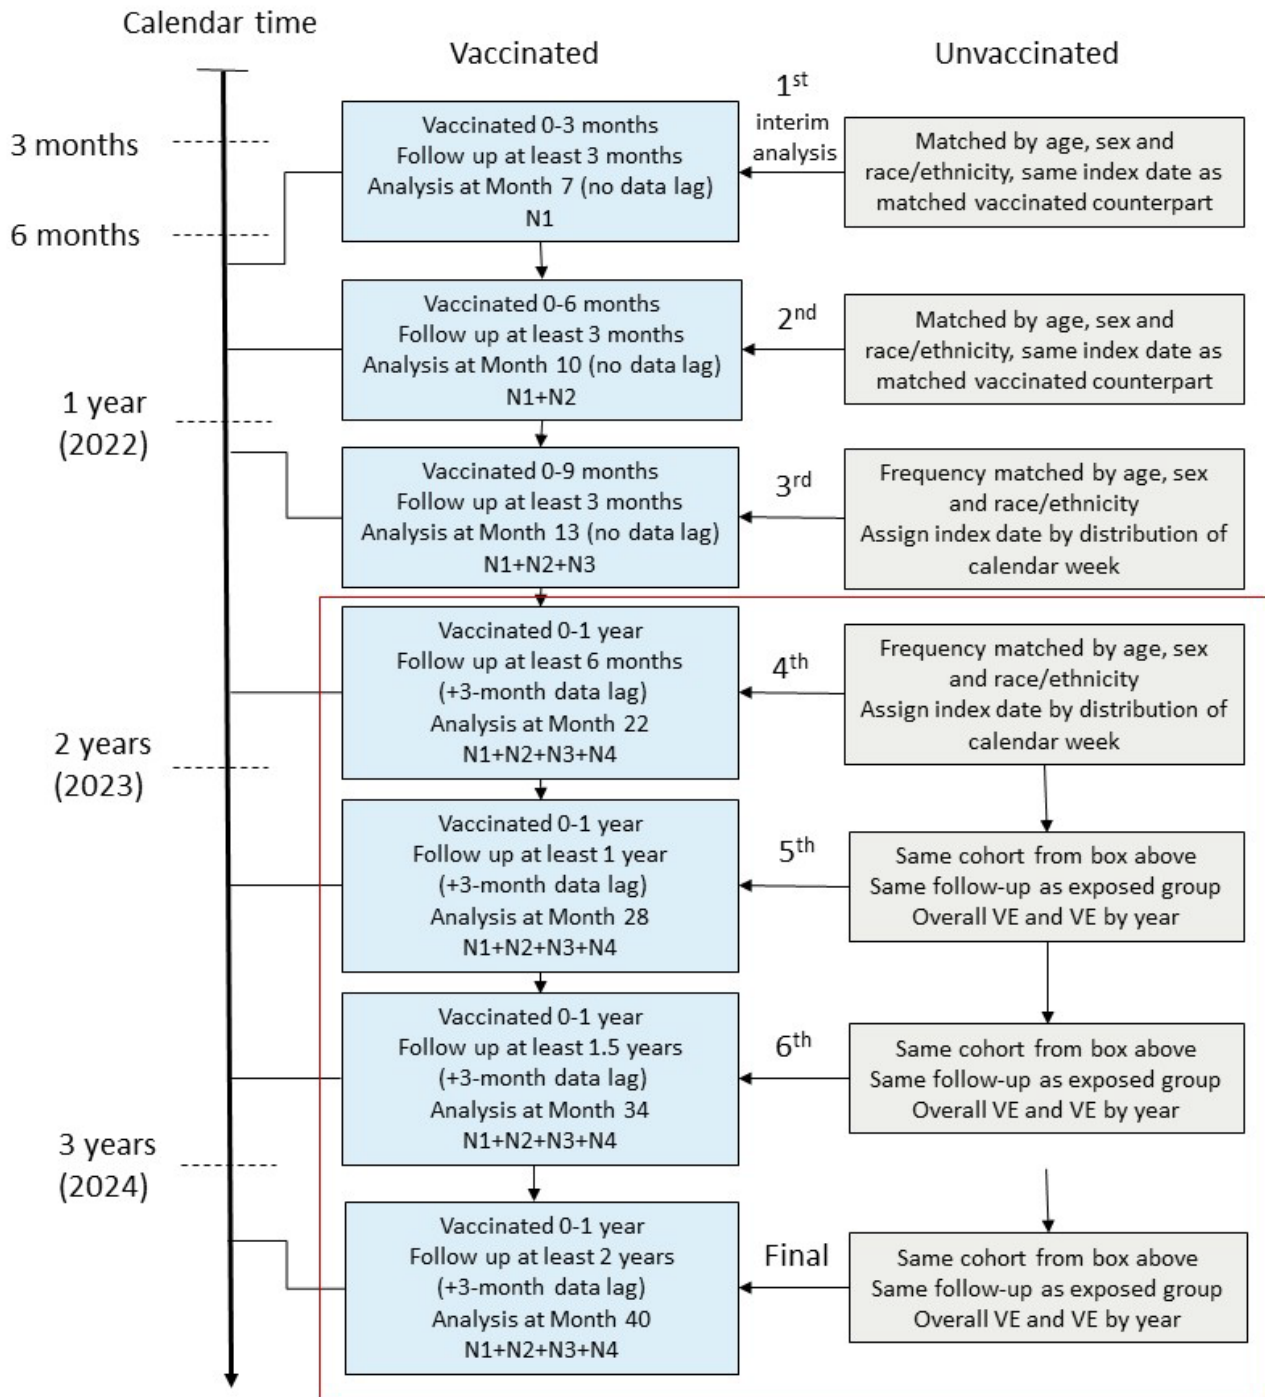 Calendar time
Vaccinated
Unvaccinated
3 months
6 months
1 year
(2022)
2 years
(2023)
3 years
(2024)
Vaccinated 0-3 months
Follow up at least 3 months
Analysis at Month 7 (no data lag)
N1
1st
interim
analysis
Matched by age, sex and
race/ethnicity, same index date as
matched vaccinated counterpart
Vaccinated 0-6 months
Follow up at least 3 months
Analysis at Month 10 (no data lag)
N1+N2
2nd
Matched by age, sex and
race/ethnicity, same index date as
matched vaccinated counterpart
Vaccinated 0-9 months
Follow up at least 3 months
Analysis at Month 13 (no data lag)
N1+N2+N3
3rd
Frequency matched by age, sex
and race/ethnicity
Assign index date by distribution of
calendar week
Vaccinated 0-1 year
Follow up at least 6 months
(+3-month data lag)
Analysis at Month 22
N1+N2+N3+N4
4th
Frequency matched by age, sex
and race/ethnicity
Assign index date by distribution of
calendar week
Vaccinated 0-1 year
Follow up at least 1 year
(+3-month data lag)
Analysis at Month 28
N1+N2+N3+N4
5th
Same cohort from box above
Same follow-up as exposed group
Overall VE and VE by year
Vaccinated 0-1 year
Follow up at least 1.5 years
(+3-month data lag)
Analysis at Month 34
N1+N2+N3+N4
6th
Same cohort from box above
Same follow-up as exposed group
Overall VE and VE by year
Vaccinated 0-1 year
Follow up at least 2 years
(+3-month data lag)
Analysis at Month 40
N1+N2+N3+N4
Final
Same cohort from box above
Same follow-up as exposed group
Overall VE and VE by year